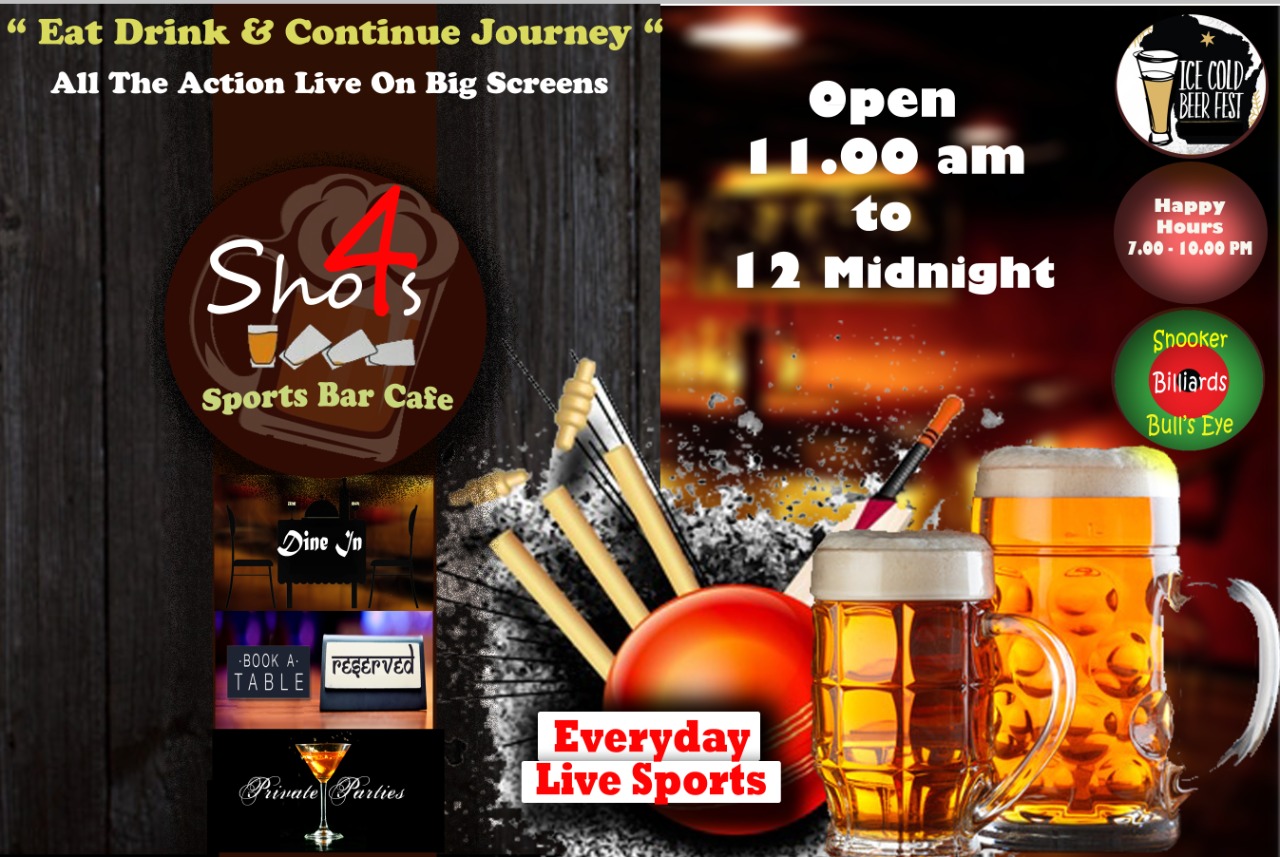 “ Eat Drink & Continue Journey “
All The Action Live On Big Screens
Sho4s
Sports Bar Cafe
Dine In
·BOOK A·
TABLE
reserved
Private Parties
Open
11.00 am
to
12 Midnight
ICE COLD
BEER FEST
Happy
Hours
7.00 - 10.00 PM
Snooker
Billiards
Bull's Eye
Everyday
Live Sports